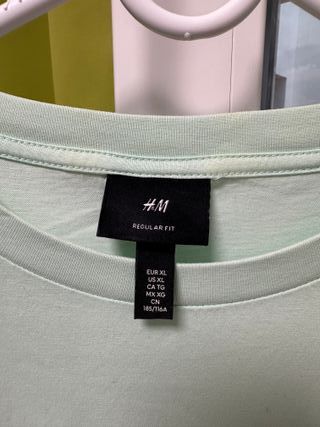 H&M
REGULAR FIT
EUR XL
US XL
CA TG
MX XG
CN
185/116A